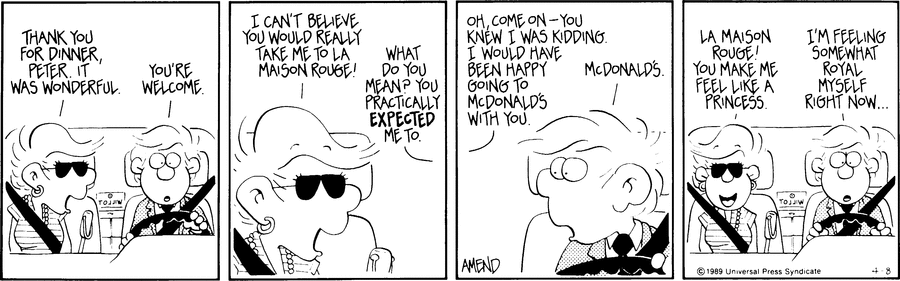 THANK YOU
FOR DINNER,
PETER. IT
WAS WONDERFUL.
YOU'RE
WELCOME.
I CAN'T BELIEVE
YOU WOULD REALLY
TAKE ME TO LA
MAISON ROUGE!
WHAT
DO YOU
MEAN? YOU
PRACTICALLY
EXPECTED
ME TO.
OH, COME ON - YOU
KNEW I WAS KIDDING.
I WOULD HAVE
BEEN HAPPY
GOING TO
McDONALD'S
WITH YOU.
McDONALD'S.
AMEND
LA MAISON
ROUGE!
YOU MAKE ME
FEEL LIKE A
PRINCESS.
I'M FEELING
SOMEWHAT
ROYAL
MYSELF
RIGHT NOW...
© 1989 Universal Press Syndicate
4-8